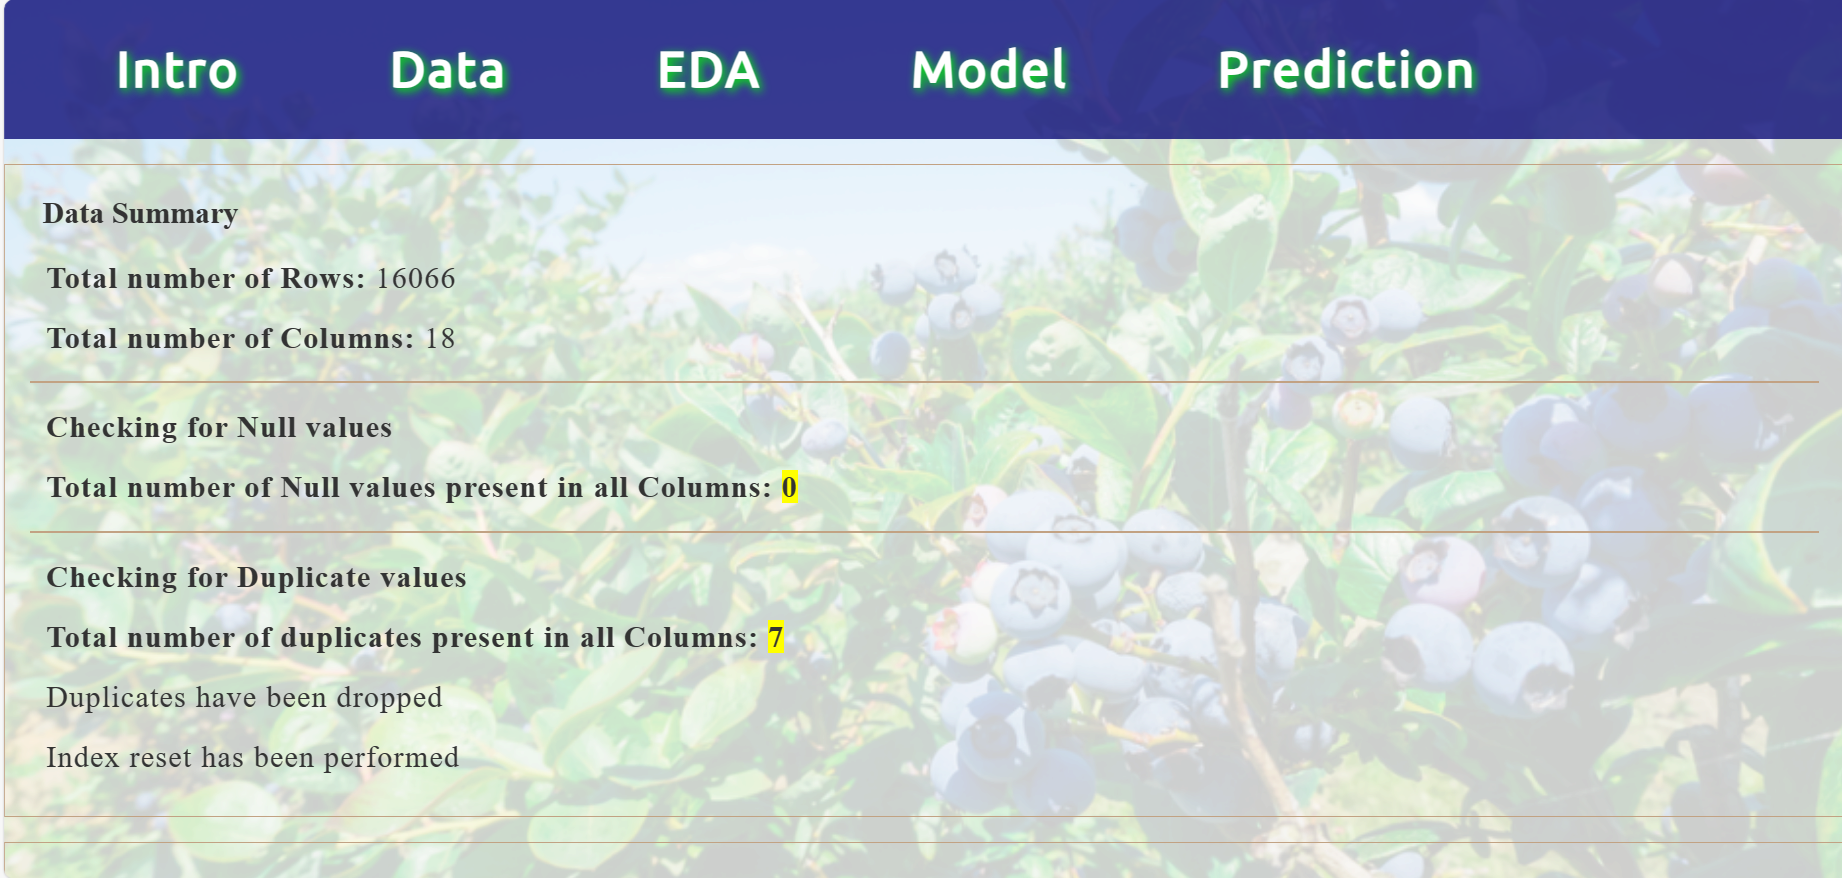 Intro Data EDA Model Prediction
Data Summary
Total number of Rows: 16066
Total number of Columns: 18
Checking for Null values
Total number of Null values present in all Columns: 0
Checking for Duplicate values
Total number of duplicates present in all Columns: 7
Duplicates have been dropped
Index reset has been performed